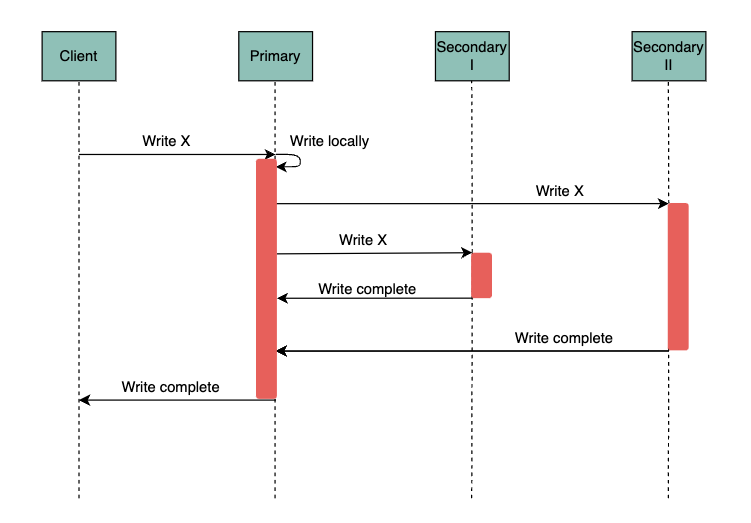 Client
Primary
Secondary
I
Secondary
II
Write X
Write locally
Write X
Write X
Write complete
Write complete
Write complete